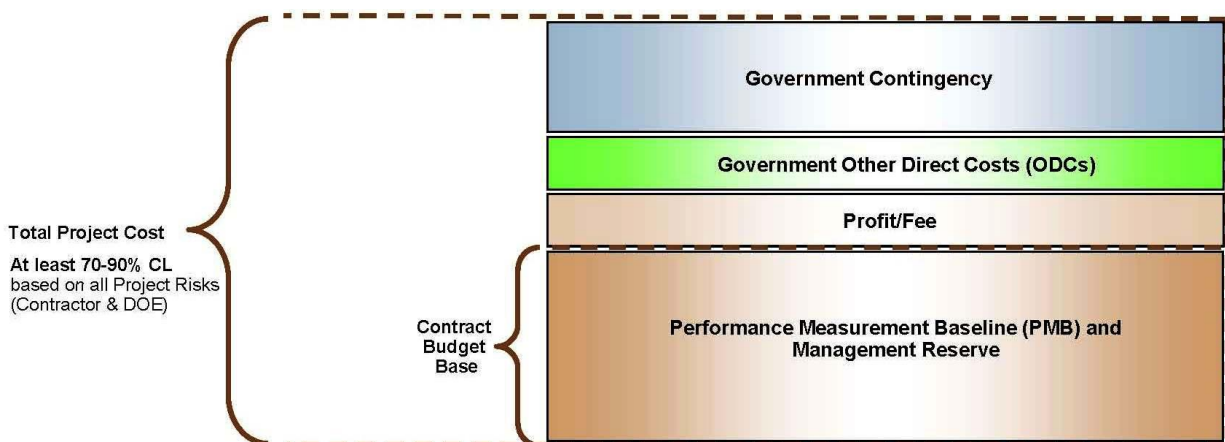 Government Contingency
Government Other Direct Costs (ODCs)
Profit/Fee
Total Project Cost
At least 70-90% CL
based on all Project Risks
(Contractor & DOE)
Contract
Budget
Base
Performance Measurement Baseline (PMB) and
Management Reserve